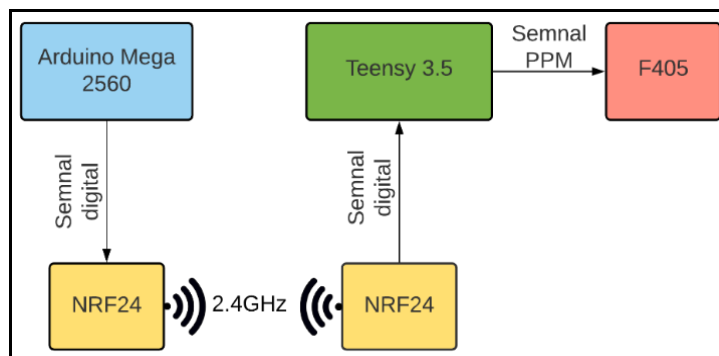 Arduino Mega
2560
Teensy 3.5
Semnal
PPM
F405
Semnal
digital
Semnal
digital
NRF24
2.4GHz
NRF24